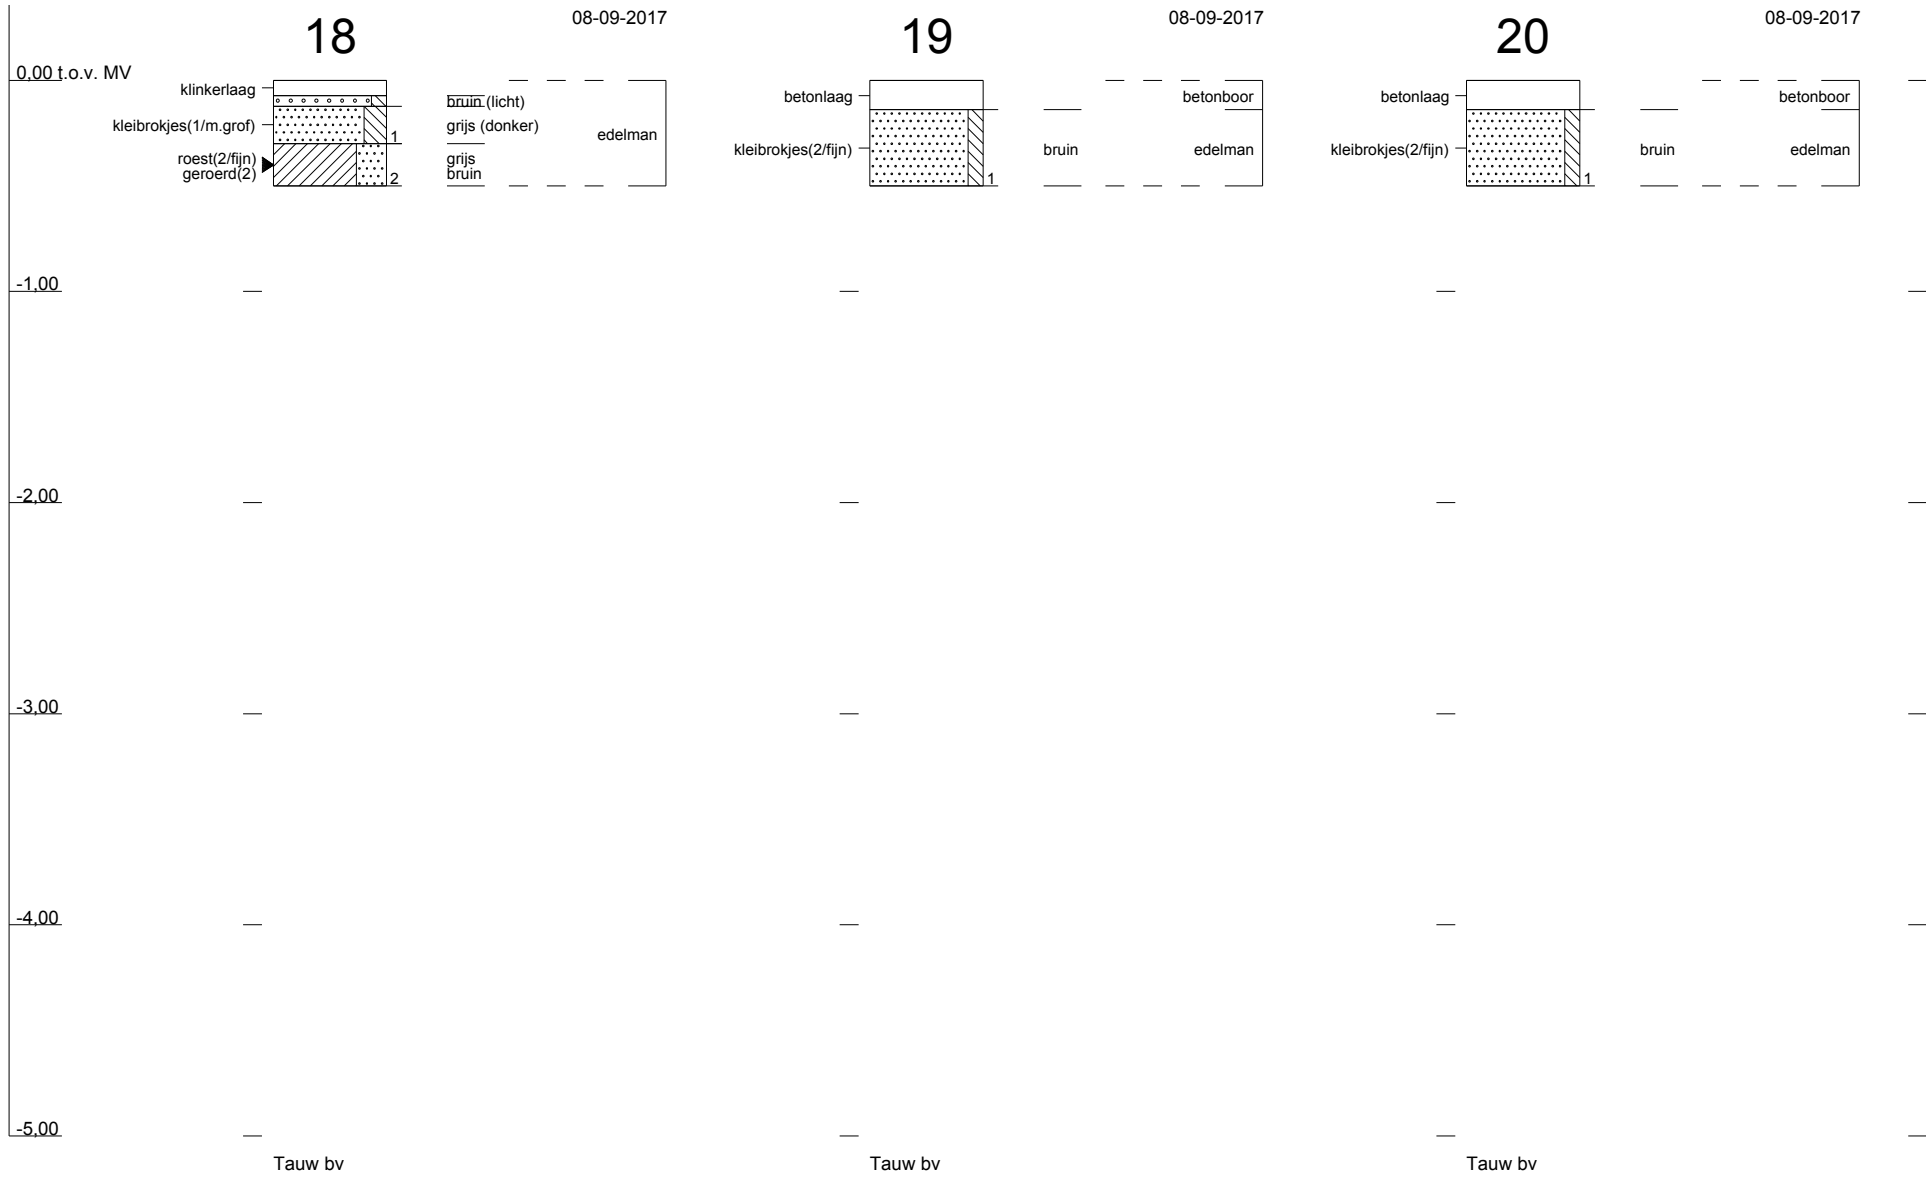 18
08-09-2017
19
08-09-2017
20
08-09-2017
0,00 t.o.v. MV
klinkerlaag
bruin (licht)
kleibrokjes(1/m.grof)
1
grijs (donker)
edelman
roest(2/fijn)
geroerd(2)
2
grijs
bruin
betonlaag
betonboor
kleibrokjes(2/fijn)
1
bruin
edelman
betonlaag
betonboor
kleibrokjes(2/fijn)
1
bruin
edelman
-1,00
-2,00
-3,00
-4,00
-5,00
Tauw bv
Tauw bv
Tauw bv